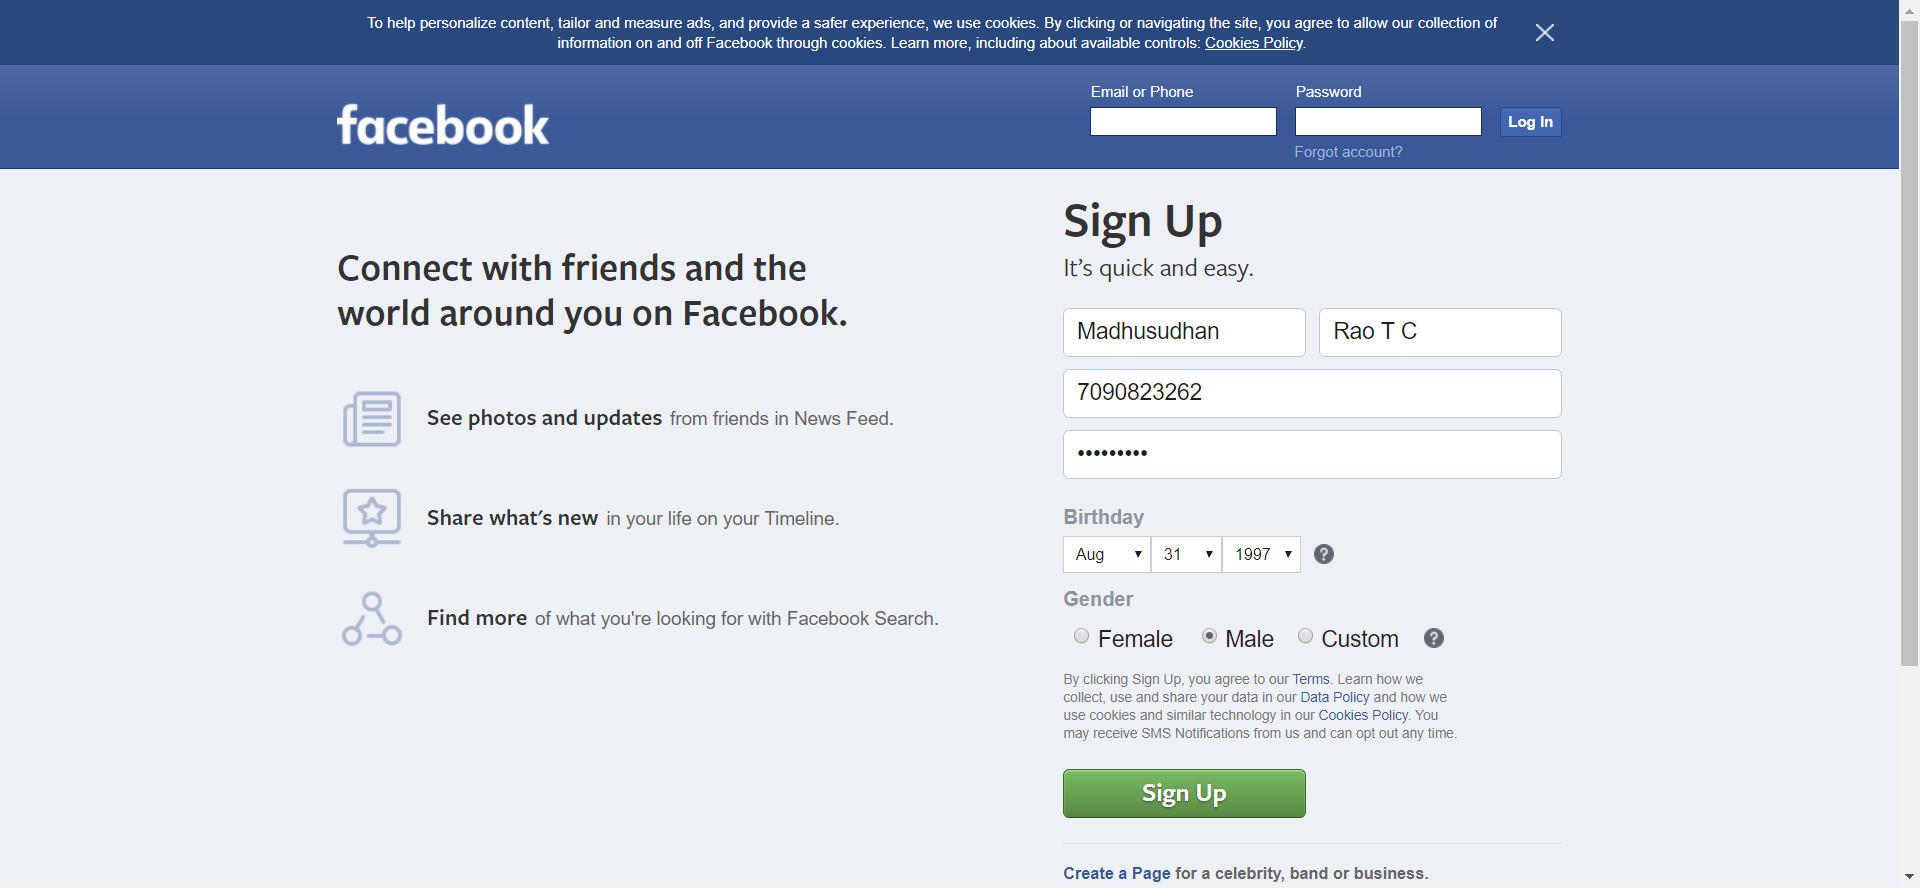 To help personalize content, tailor and measure ads, and provide a safer experience, we use cookies. By clicking or navigating the site, you agree to allow our collection of
information on and off Facebook through cookies. Learn more, including about available controls: Cookies Policy.
facebook
Email or Phone
Password
Log In
Forgot account?
Connect with friends and the
world around you on Facebook.
See photos and updates from friends in News Feed.
Share what's new in your life on your Timeline.
Find more of what you're looking for with Facebook Search.
Sign Up
It's quick and easy.
Madhusudhan Rao T C
7090823262
•••••••••
Birthday
Aug 31 1997
Gender
Female Male Custom
By clicking Sign Up, you agree to our Terms. Learn how we
collect, use and share your data in our Data Policy and how we
use cookies and similar technology in our Cookies Policy. You
may receive SMS Notifications from us and can opt out any time.
Sign Up
Create a Page for a celebrity, band or business.